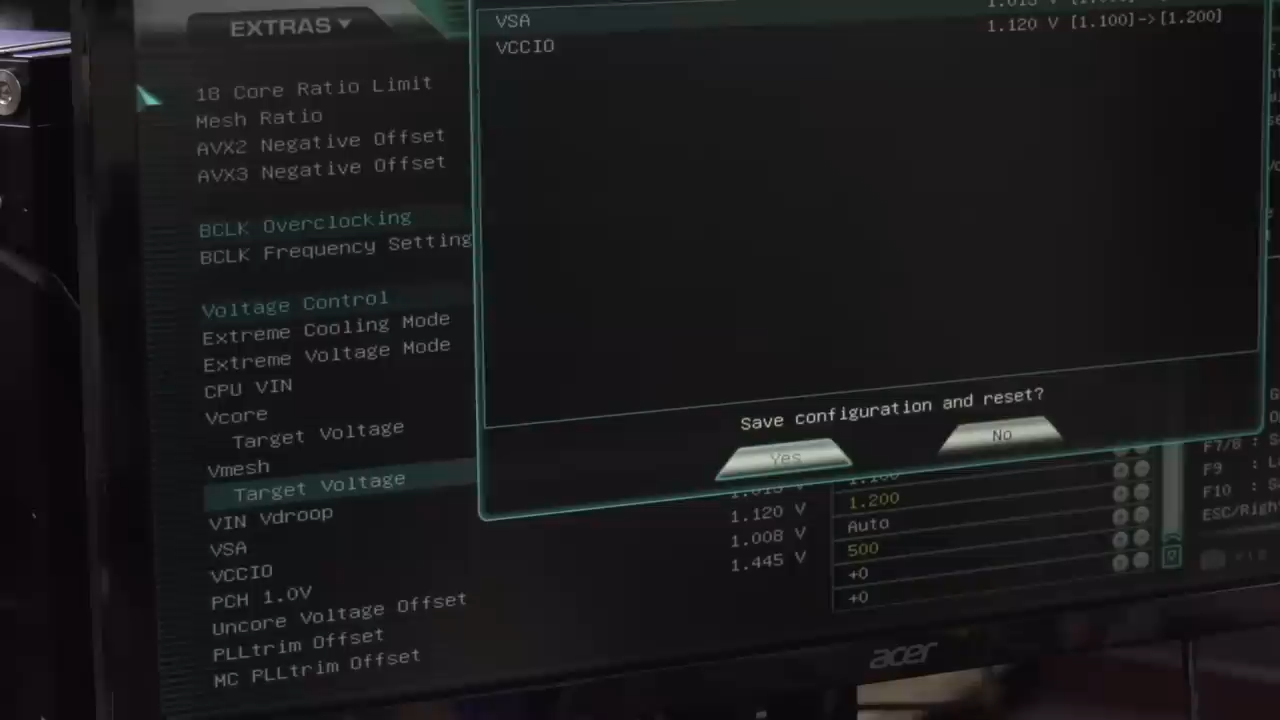 EXTRAS
VSA
1.120 V [1.100]->[1.200]
VCCIO
18 Core Ratio Limit
Mesh Ratio
AVX2 Negative Offset
AVX3 Negative Offset
BCLK Overclocking
BCLK Frequency Setting
Voltage Control
Extreme Cooling Mode
Extreme Voltage Mode
CPU VIN
Vcore
Target Voltage
Vmesh
Target Voltage
VIN Vdroop
VSA
VCCIO
PCH 1.0V
Uncore Voltage Offset
PLLtrim Offset
MC PLLtrim Offset
Save configuration and reset?
Yes
No
1.120 V
1.008 V
1.445 V
1.200
Auto
500
+0
+0
F7/8 :
F9 :
F10 :
ESC/Righ
acer